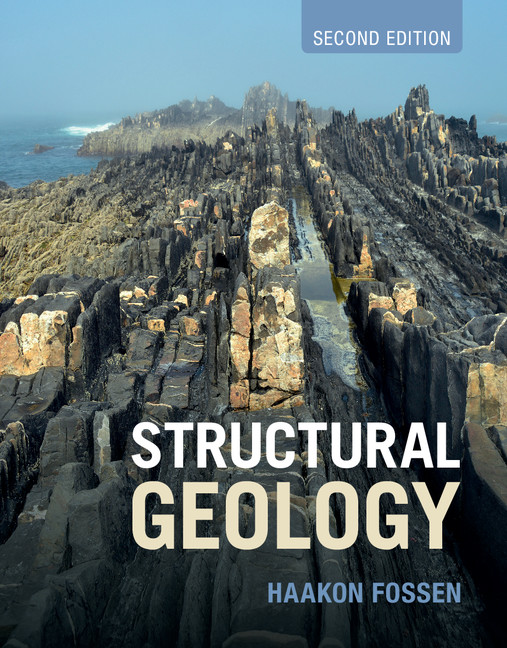 SECOND EDITION
STRUCTURAL
GEOLOGY
HAAKON FOSSEN